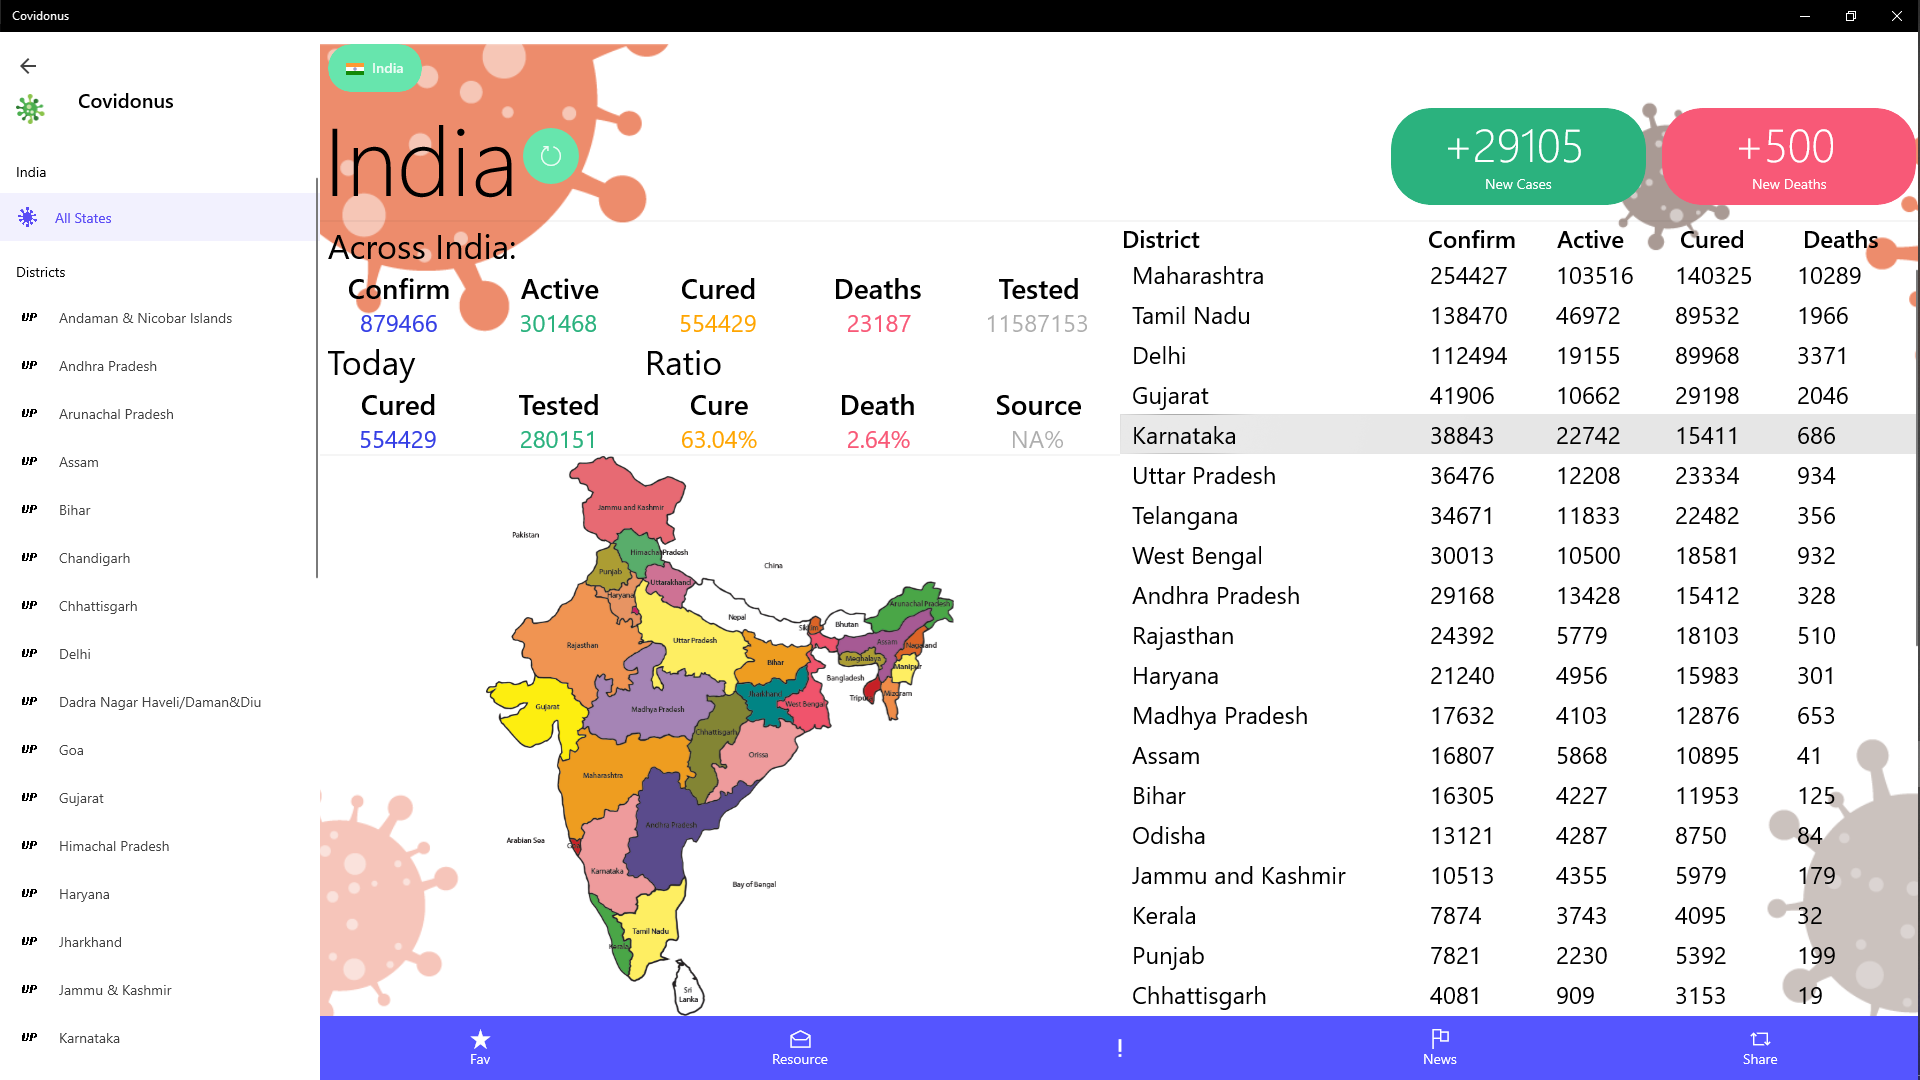 Covidonus
Covidonus
India
All States
Districts
UP Andaman & Nicobar Islands
UP Andhra Pradesh
UP Arunachal Pradesh
UP Assam
UP Bihar
UP Chandigarh
UP Chhattisgarh
UP Delhi
UP Dadra Nagar Haveli/Daman&Diu
UP Goa
UP Gujarat
UP Himachal Pradesh
UP Haryana
UP Jharkhand
UP Jammu & Kashmir
UP Karnataka
India
India
+29105
New Cases
+500
New Deaths
Across India:
Confirm Active Cured Deaths Tested
879466 301468 554429 23187 11587153
Today Ratio
Cured Tested Cure Death Source
554429 280151 63.04% 2.64% NA%
Jammu and Kashmir
Pakistan
Himachal Pradesh
China
Punjab
Uttarakhand
Haryana
Arunachal Pradesh
Nepal
Bhutan
Uttar Pradesh
Assam
Nagaland
Rajasthan
Bihar
Meghalaya
Manipur
Bangladesh
Jharkhand
Mizoram
Tripura
West Bengal
Gujarat
Madhya Pradesh
Chhattisgarh
Orissa
Maharashtra
Andhra Pradesh
Arabian Sea
Karnataka
Bay of Bengal
Tamil Nadu
Kerala
Sri
Lanka
District Confirm Active Cured Deaths
Maharashtra 254427 103516 140325 10289
Tamil Nadu 138470 46972 89532 1966
Delhi 112494 19155 89968 3371
Gujarat 41906 10662 29198 2046
Karnataka 38843 22742 15411 686
Uttar Pradesh 36476 12208 23334 934
Telangana 34671 11833 22482 356
West Bengal 30013 10500 18581 932
Andhra Pradesh 29168 13428 15412 328
Rajasthan 24392 5779 18103 510
Haryana 21240 4956 15983 301
Madhya Pradesh 17632 4103 12876 653
Assam 16807 5868 10895 41
Bihar 16305 4227 11953 125
Odisha 13121 4287 8750 84
Jammu and Kashmir 10513 4355 5979 179
Kerala 7874 3743 4095 32
Punjab 7821 2230 5392 199
Chhattisgarh 4081 909 3153 19
Fav
Resource
!
News
Share